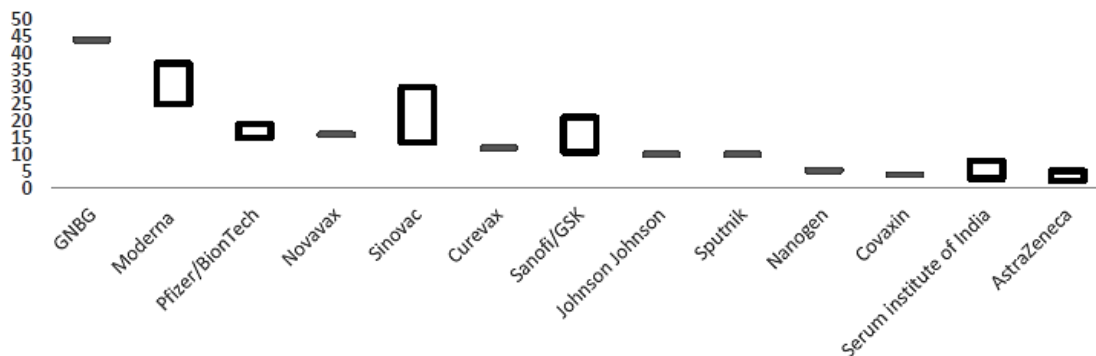 50
45
40
35
30
25
20
15
10
5
0
GNBG
Moderna
Pfizer/BionTech
Novavax
Sinovac
Curevax
Sanofi/GSK
Johnson Johnson
Sputnik
Nanogen
Covaxin
Serum institute of India
AstraZeneca